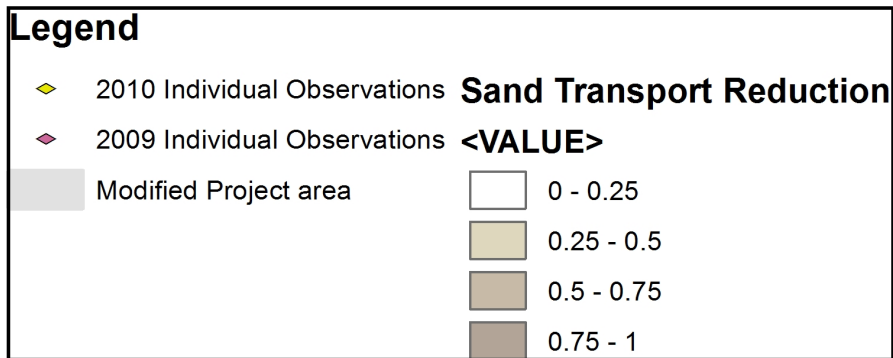 Legend
2010 Individual Observations
2009 Individual Observations
Modified Project area
Sand Transport Reduction
<VALUE>
0 - 0.25
0.25 - 0.5
0.5 - 0.75
0.75 - 1